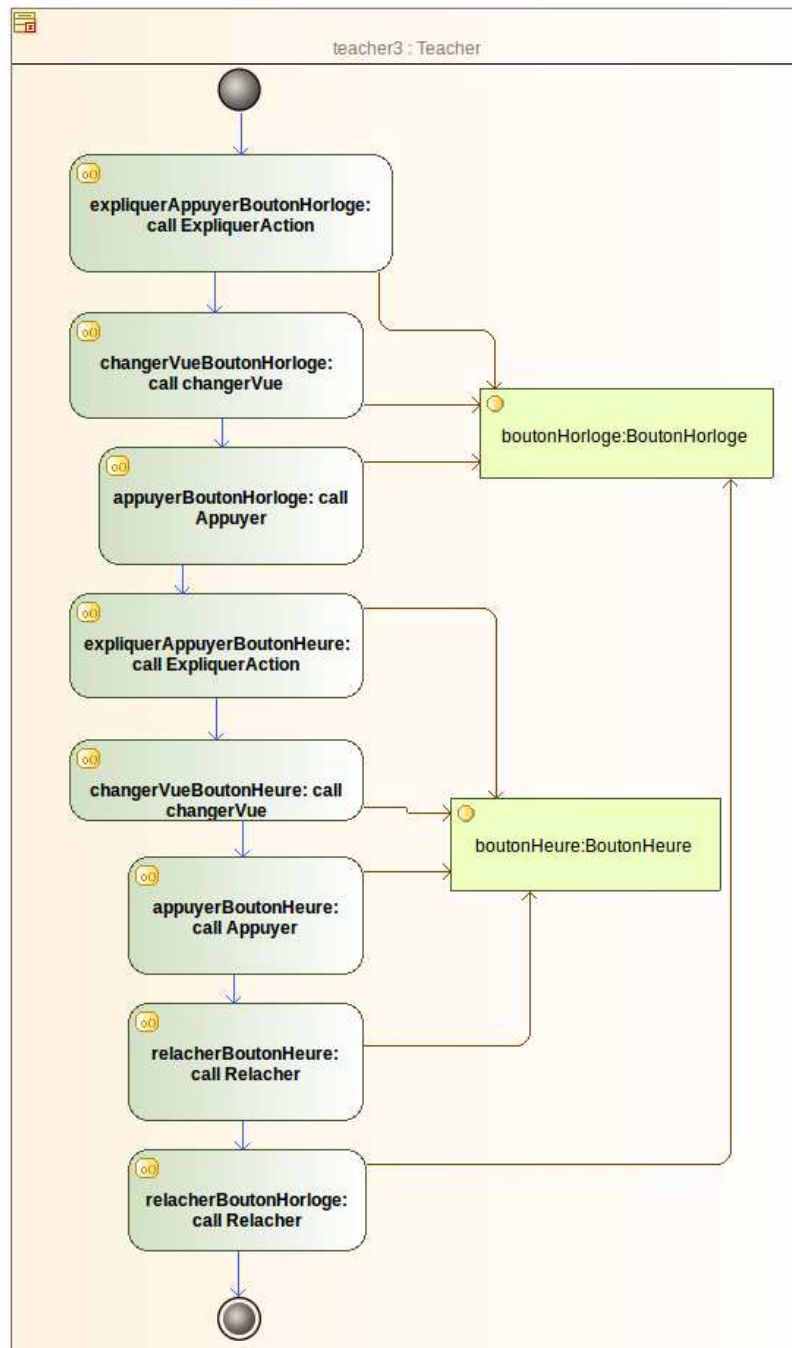 teacher3 : Teacher
expliquerAppuyerBoutonHorloge:
call ExpliquerAction
changerVueBoutonHorloge:
call changerVue
boutonHorloge:BoutonHorloge
appuyerBoutonHorloge: call
Appuyer
expliquerAppuyerBoutonHeure:
call ExpliquerAction
changerVueBoutonHeure: call
changerVue
boutonHeure:BoutonHeure
appuyerBoutonHeure:
call Appuyer
relacherBoutonHeure:
call Relacher
relacherBoutonHorloge:
call Relacher